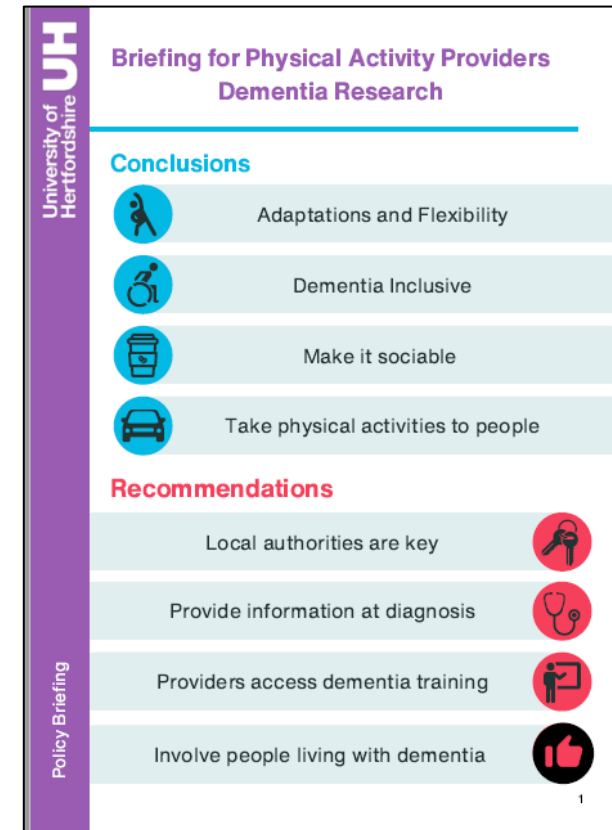 University of
Hertfordshire
UH
Briefing for Physical Activity Providers
Dementia Research
Conclusions
Adaptations and Flexibility
Dementia Inclusive
Make it sociable
Take physical activities to people
Recommendations
Local authorities are key
Provide information at diagnosis
Providers access dementia training
Involve people living with dementia
Policy Briefing
1